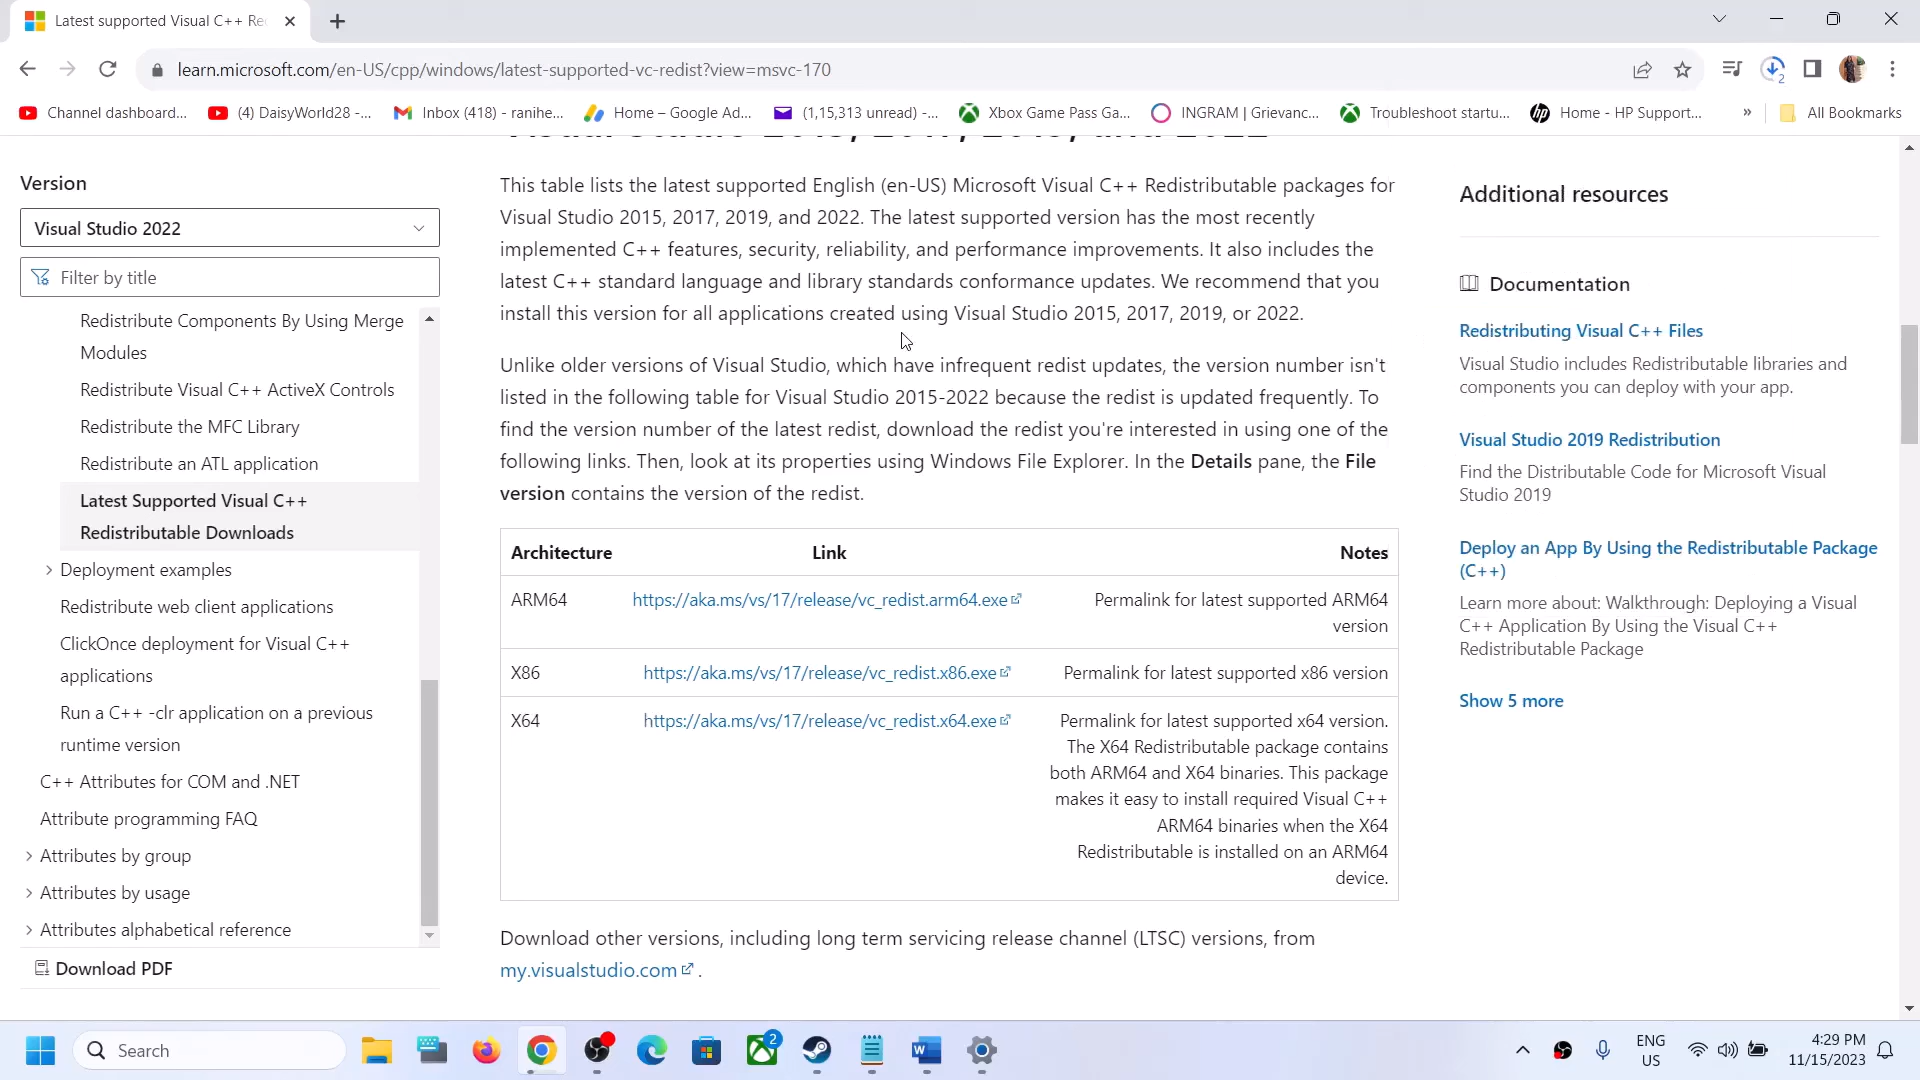 Latest supported Visual C++ Re
learn.microsoft.com/en-US/cpp/windows/latest-supported-vc-redist?view=msvc-170
Channel dashboard...
(4) DaisyWorld28 -...
Inbox (418) - ranihe...
Home – Google Ad...
(1,15,313 unread) -...
Xbox Game Pass Ga...
INGRAM | Grievanc...
Troubleshoot startu...
Home - HP Support...
»
All Bookmarks
Visual Studio 2015, 2017, 2019, and 2022
Version
Visual Studio 2022
Filter by title
Redistribute Components By Using Merge
Modules
Redistribute Visual C++ ActiveX Controls
Redistribute the MFC Library
Redistribute an ATL application
Latest Supported Visual C++
Redistributable Downloads
Deployment examples
Redistribute web client applications
ClickOnce deployment for Visual C++
applications
Run a C++ -clr application on a previous
runtime version
C++ Attributes for COM and .NET
Attribute programming FAQ
Attributes by group
Attributes by usage
Attributes alphabetical reference
Download PDF
This table lists the latest supported English (en-US) Microsoft Visual C++ Redistributable packages for
Visual Studio 2015, 2017, 2019, and 2022. The latest supported version has the most recently
implemented C++ features, security, reliability, and performance improvements. It also includes the
latest C++ standard language and library standards conformance updates. We recommend that you
install this version for all applications created using Visual Studio 2015, 2017, 2019, or 2022.
Unlike older versions of Visual Studio, which have infrequent redist updates, the version number isn't
listed in the following table for Visual Studio 2015-2022 because the redist is updated frequently. To
find the version number of the latest redist, download the redist you're interested in using one of the
following links. Then, look at its properties using Windows File Explorer. In the Details pane, the File
version contains the version of the redist.
Architecture Link Notes
ARM64 https://aka.ms/vs/17/release/vc_redist.arm64.exe Permalink for latest supported ARM64
version
X86 https://aka.ms/vs/17/release/vc_redist.x86.exe Permalink for latest supported x86 version
X64 https://aka.ms/vs/17/release/vc_redist.x64.exe Permalink for latest supported x64 version.
The X64 Redistributable package contains
both ARM64 and X64 binaries. This package
makes it easy to install required Visual C++
ARM64 binaries when the X64
Redistributable is installed on an ARM64
device.
Download other versions, including long term servicing release channel (LTSC) versions, from
my.visualstudio.com .
Additional resources
Documentation
Redistributing Visual C++ Files
Visual Studio includes Redistributable libraries and
components you can deploy with your app.
Visual Studio 2019 Redistribution
Find the Distributable Code for Microsoft Visual
Studio 2019
Deploy an App By Using the Redistributable Package
(C++)
Learn more about: Walkthrough: Deploying a Visual
C++ Application By Using the Visual C++
Redistributable Package
Show 5 more
Search
2
ENG
US
4:29 PM
11/15/2023